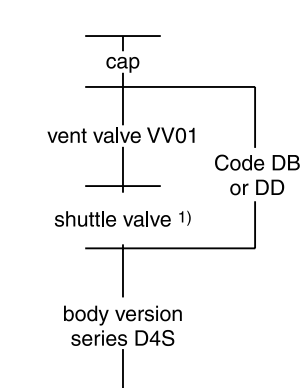 cap
vent valve VV01
Code DB
or DD
shuttle valve 1)
body version
series D4S